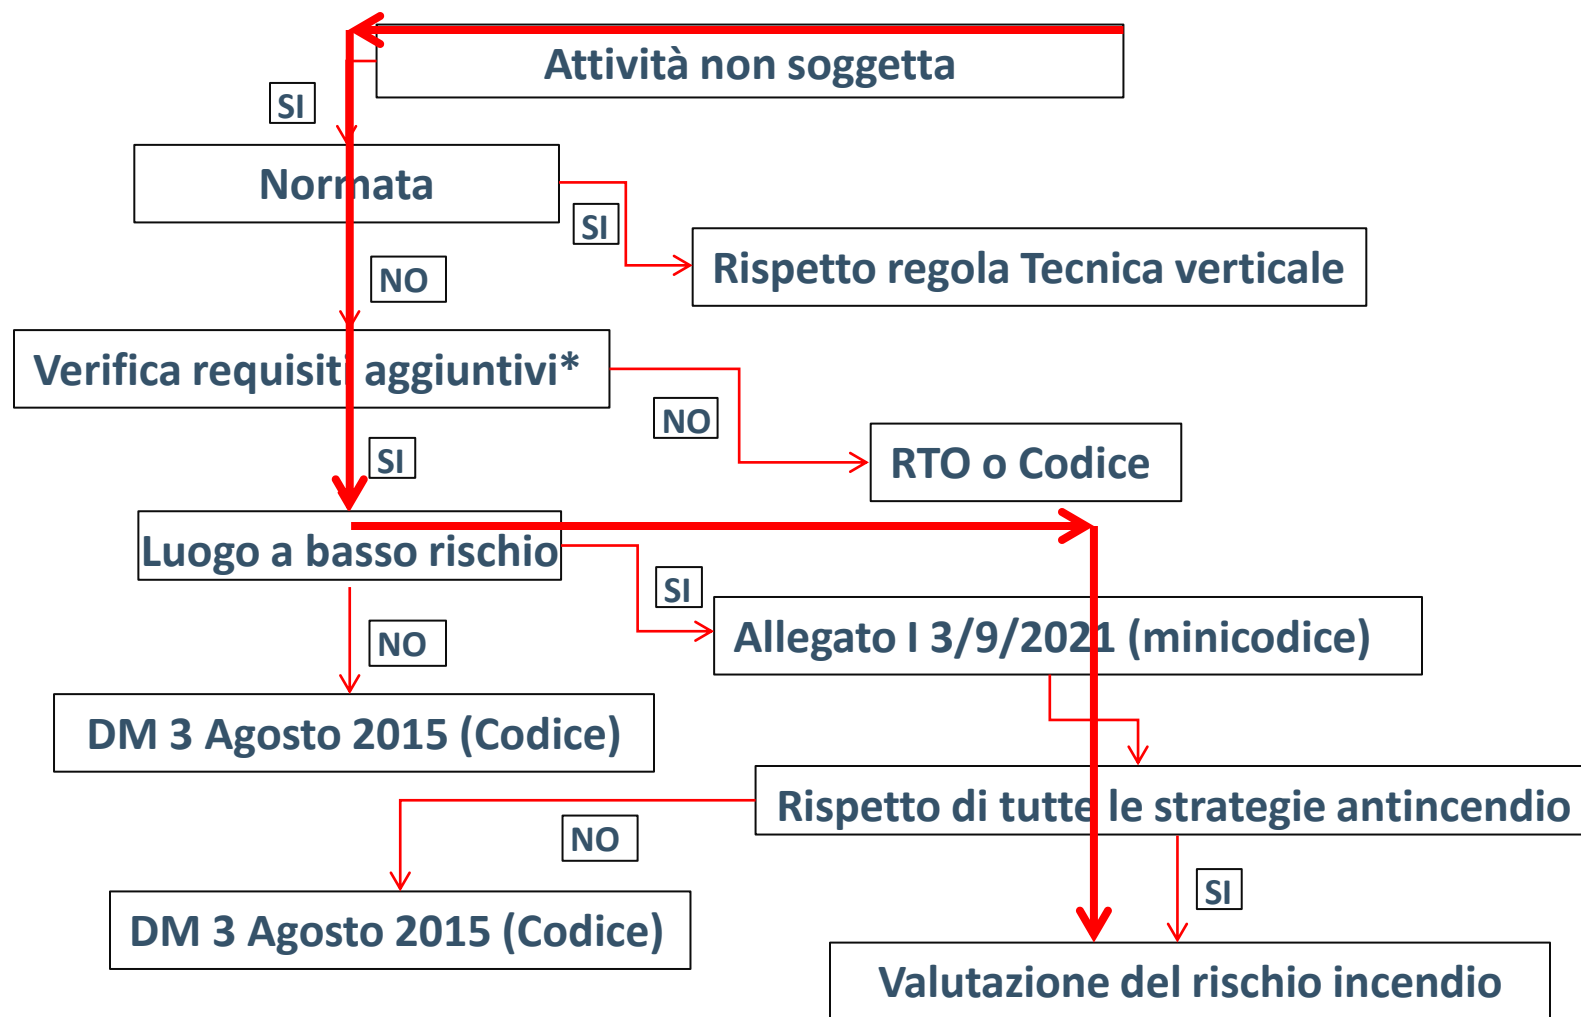 Attività non soggetta
SI
Normata
SI
Rispetto regola Tecnica verticale
NO
Verifica requisiti aggiuntivi*
NO
RTO o Codice
SI
Luogo a basso rischio
SI
Allegato I 3/9/2021 (minicodice)
NO
DM 3 Agosto 2015 (Codice)
Rispetto di tutte le strategie antincendio
NO
SI
DM 3 Agosto 2015 (Codice)
Valutazione del rischio incendio